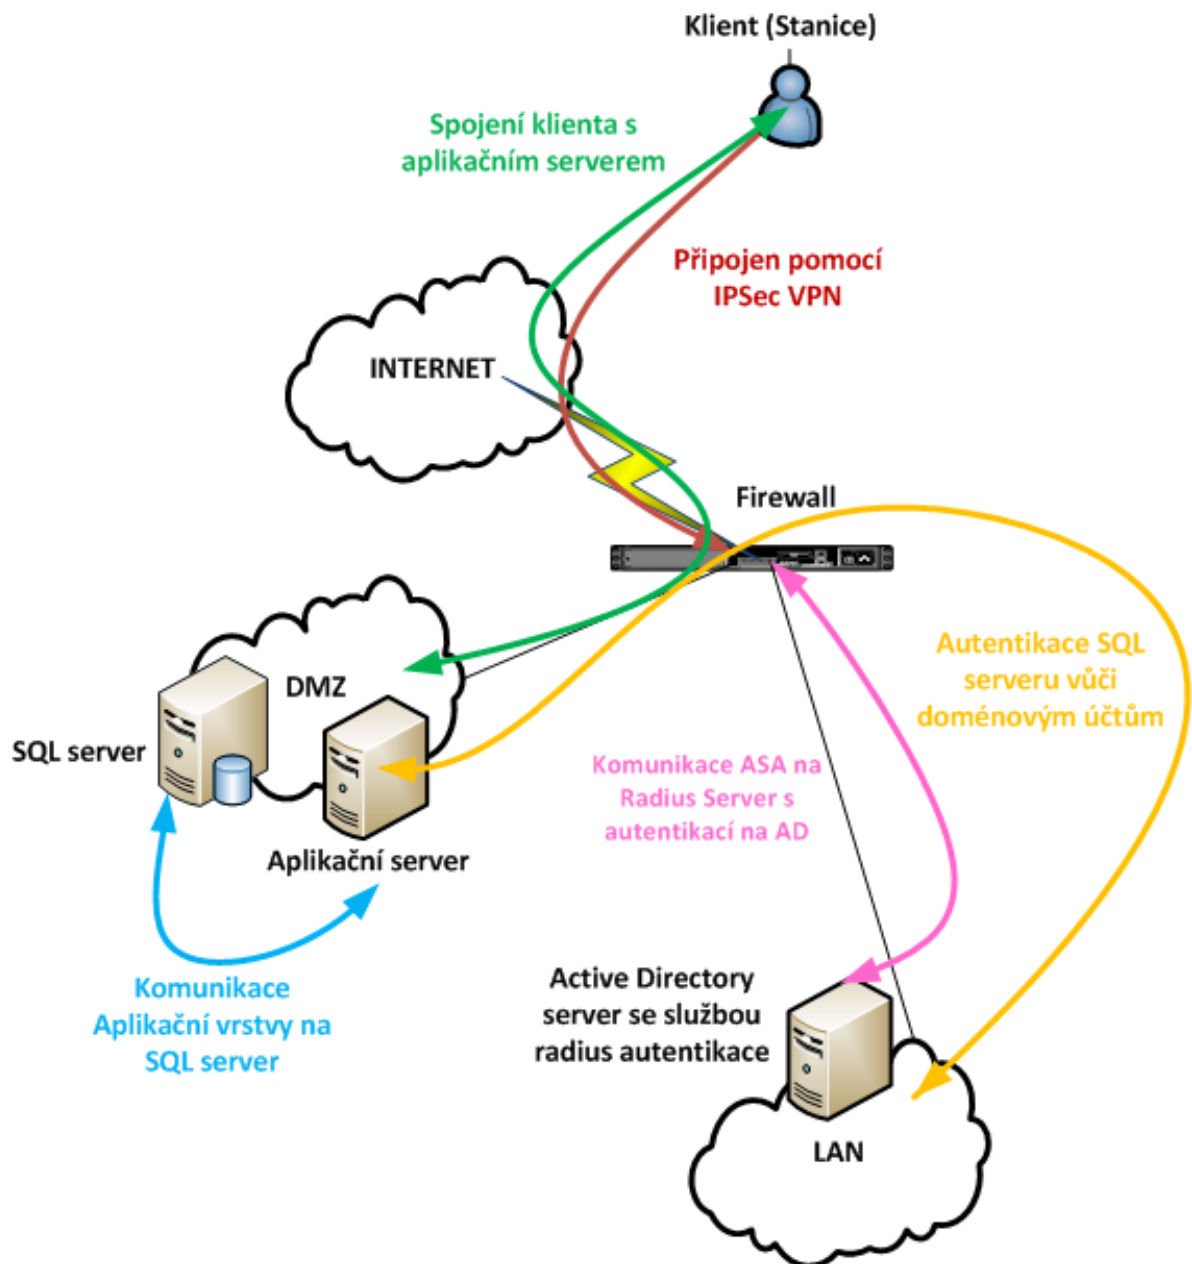 Klient (Stanice)
Spojení klienta s
aplikačním serverem
Připojen pomocí
IPSec VPN
INTERNET
Firewall
DMZ
SQL server
Aplikační server
Autentikace SQL
serveru vůči
doménovým účtům
Komunikace ASA na
Radius Server s
autentikací na AD
Komunikace
Aplikační vrstvy na
SQL server
Active Directory
server se službou
radius autentikace
LAN